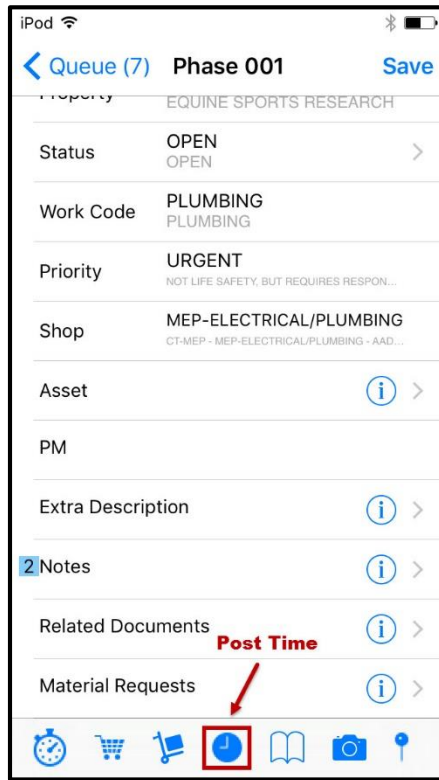 iPod
Queue (7) Phase 001 Save
Property
EQUINE SPORTS RESEARCH
Status OPEN
OPEN
Work Code PLUMBING
PLUMBING
Priority URGENT
NOT LIFE SAFETY, BUT REQUIRES RESPON...
Shop MEP-ELECTRICAL/PLUMBING
CT-MEP - MEP-ELECTRICAL/PLUMBING - AAD...
Asset
PM
Extra Description
2 Notes
Related Documents
Post Time
Material Requests